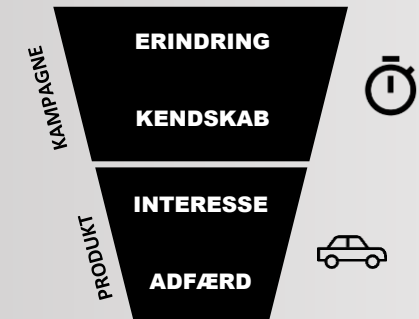 ERINDRING
KAMPAGNE
KENDSKAB
INTERESSE
PRODUKT
ADFÆRD